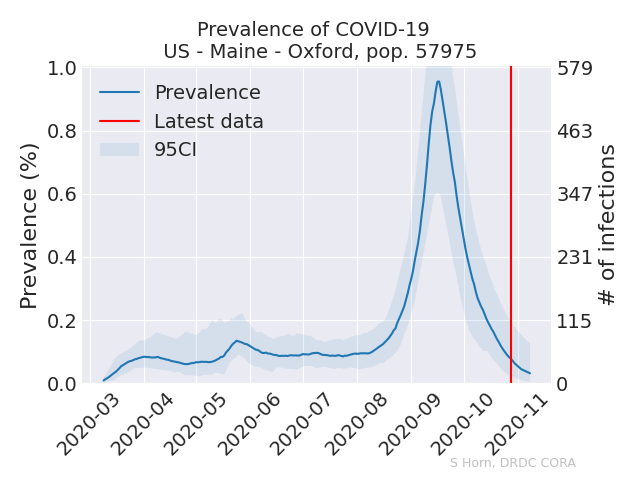 Prevalence of COVID-19
US - Maine - Oxford, pop. 57975
Prevalence (%)
1.0
0.8
0.6
0.4
0.2
0.0
Prevalence
Latest data
95CI
579
463
347
231
115
0
# of infections
2020-03
2020-04
2020-05
2020-06
2020-07
2020-08
2020-09
2020-10
2020-11
S Horn, DRDC CORA